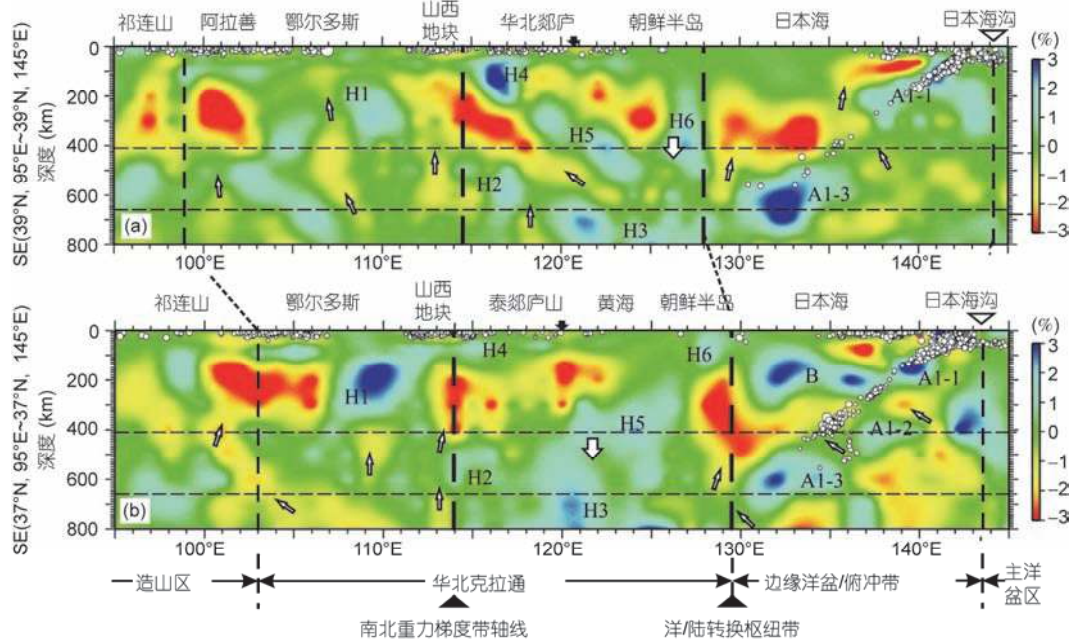 祁连山 阿拉善 鄂尔多斯 山西地块 华北郯庐 朝鲜半岛 日本海 日本海沟
SE(39°N, 95°E~39°N, 145°E)
深度 (km)
0
200
400
600
800
H1 H4 H2 H5 H3 H6 A1-1 A1-3
(a)
(%)
3
2
1
0
−1
−2
−3
100°E 110°E 120°E 130°E 140°E
祁连山 鄂尔多斯 山西地块 泰郯庐山 黄海 朝鲜半岛 日本海 日本海沟
SE(37°N, 95°E~37°N, 145°E)
深度 (km)
0
200
400
600
800
H1 H4 H2 H5 H3 H6 B A1-1 A1-2 A1-3
(b)
(%)
3
2
1
0
−1
−2
−3
100°E 110°E 120°E 130°E 140°E
造山区 华北克拉通 边缘洋盆/俯冲带 主洋盆区
南北重力梯度带轴线 洋/陆转换枢纽带